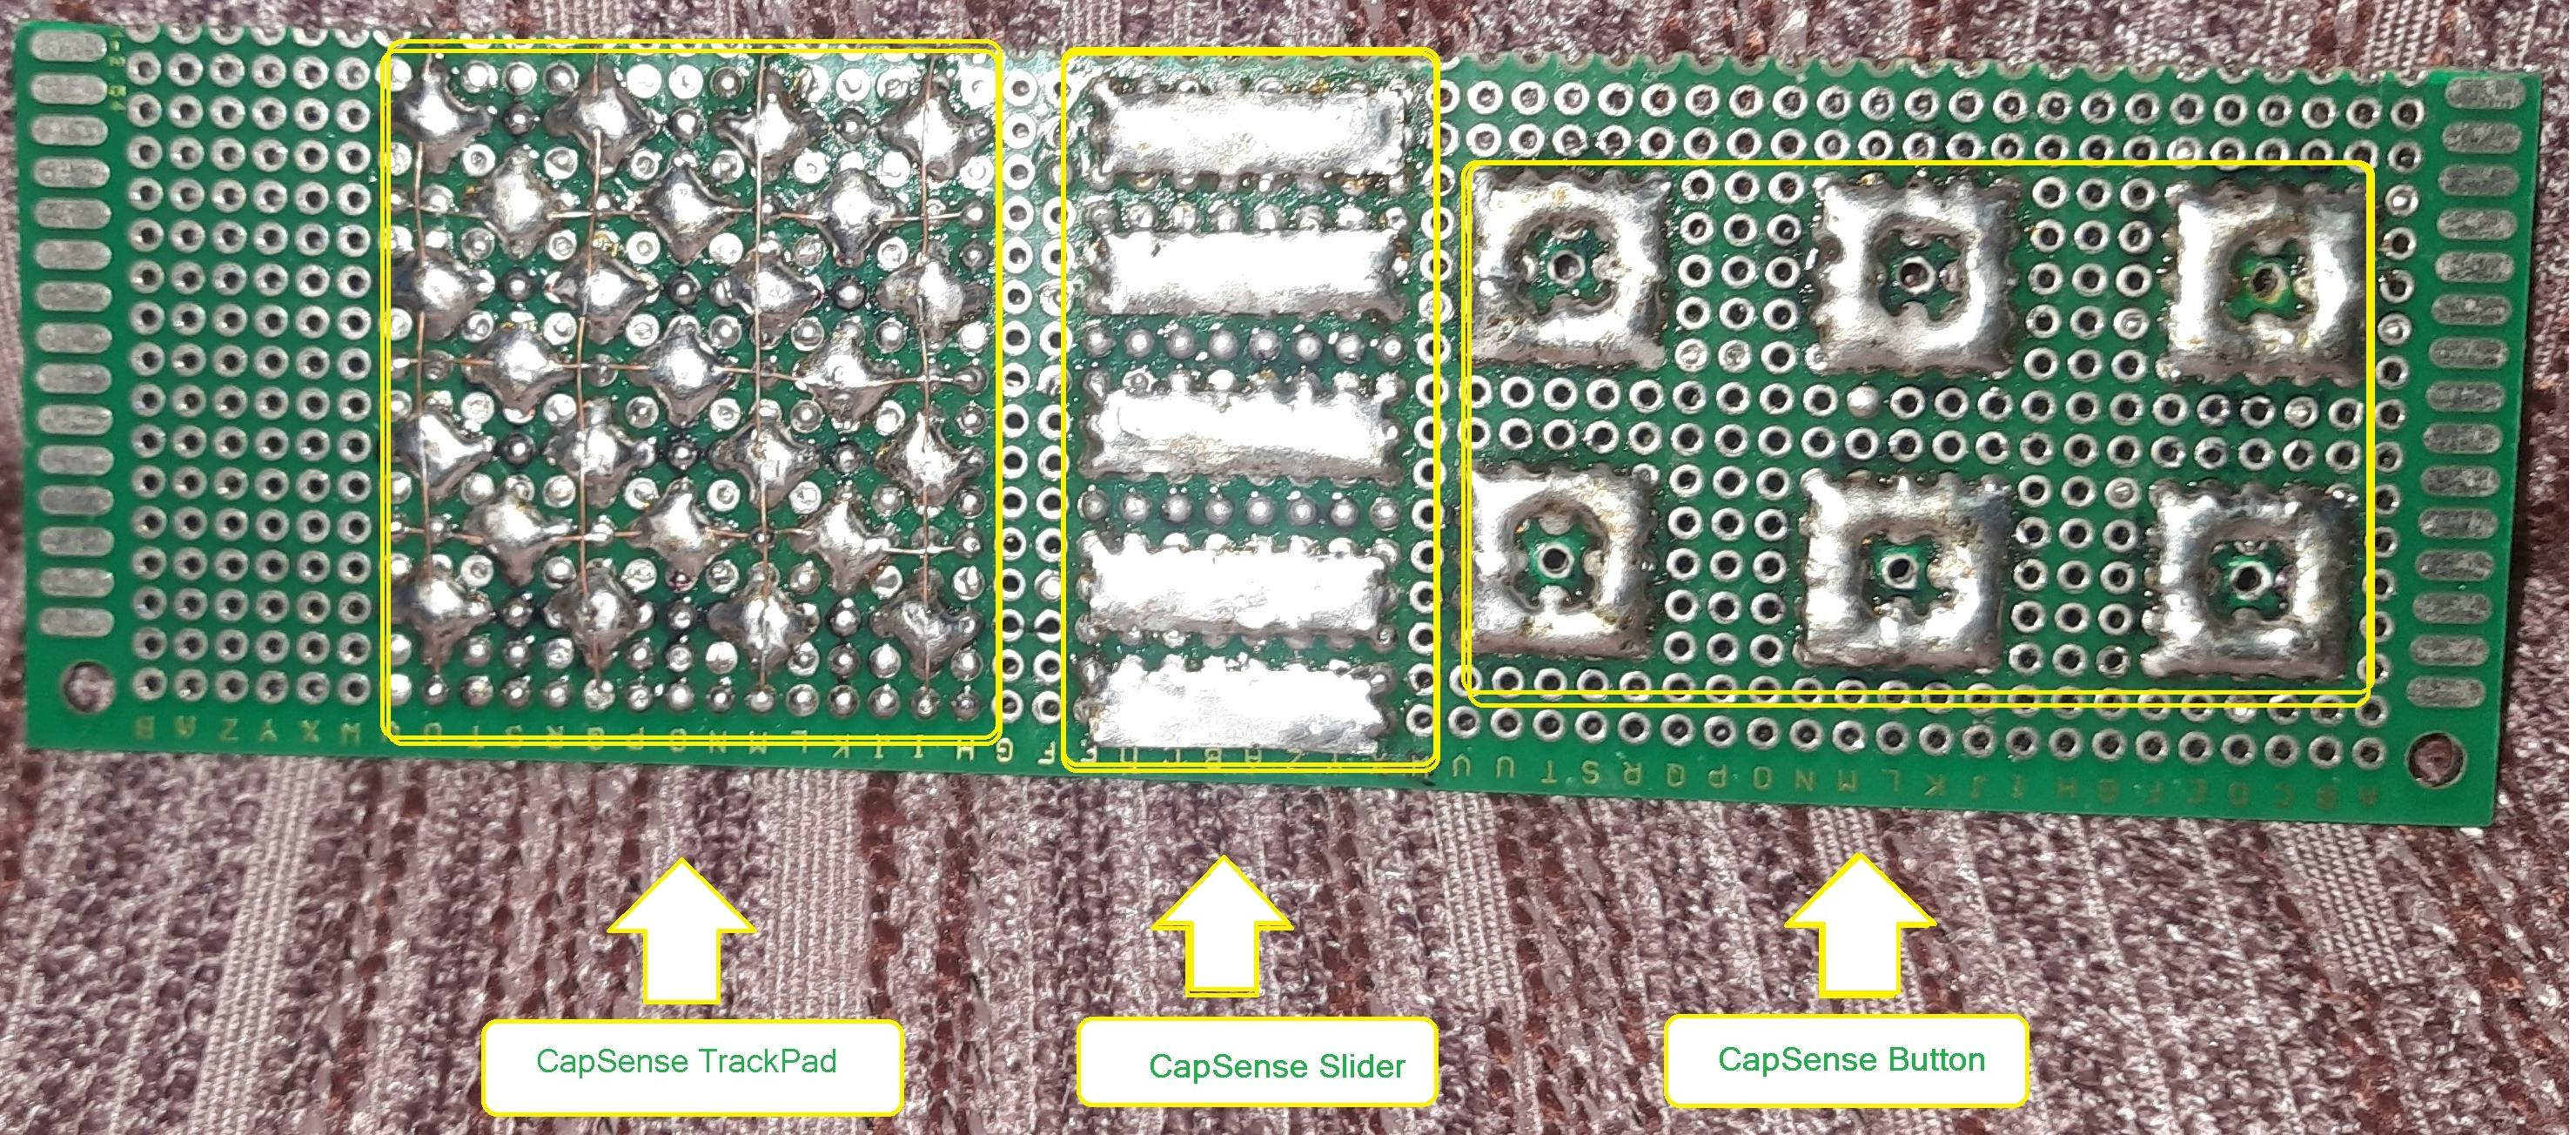 B A Z Y X W V U T S R Q P O N M L K J I H G F E D C B A Z Y X W V U T S R Q P O N M L K J I H G F E D C B A
CapSense TrackPad
CapSense Slider
CapSense Button